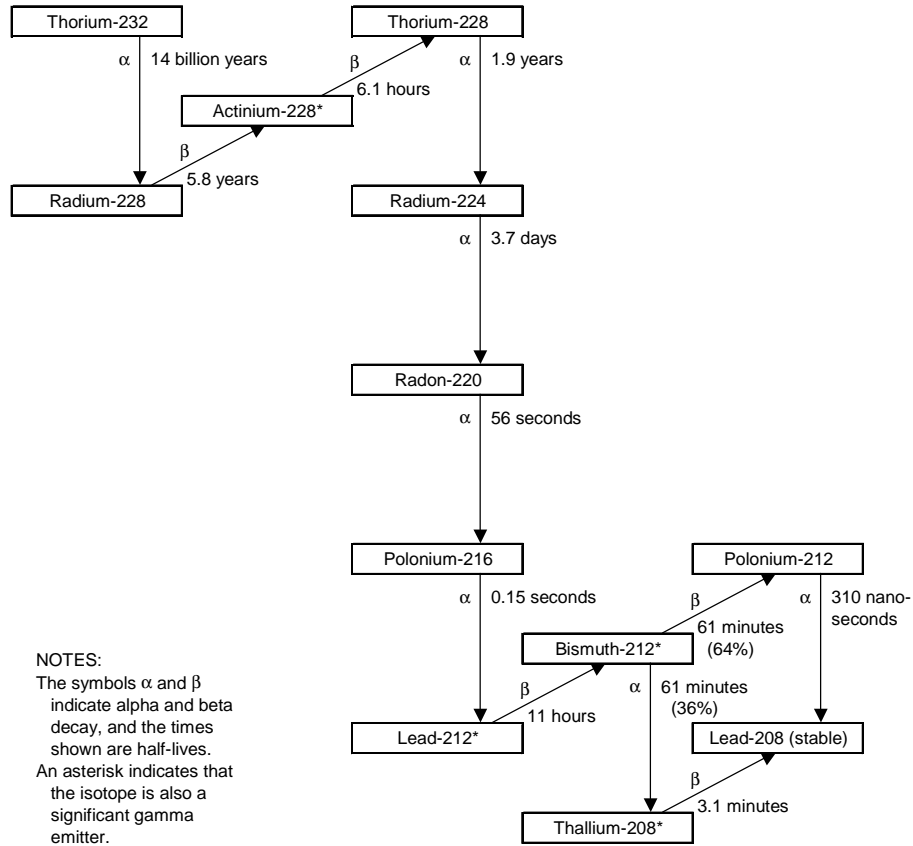 Thorium-232
Thorium-228
α 14 billion years
β
6.1 hours
α 1.9 years
Actinium-228*
β
5.8 years
Radium-228
Radium-224
α 3.7 days
Radon-220
α 56 seconds
Polonium-216
Polonium-212
α 0.15 seconds
β
61 minutes
(64%)
α 310 nano-
seconds
Bismuth-212*
β
11 hours
α 61 minutes
(36%)
Lead-212*
Lead-208 (stable)
β
3.1 minutes
Thallium-208*
NOTES:
The symbols α and β
indicate alpha and beta
decay, and the times
shown are half-lives.
An asterisk indicates that
the isotope is also a
significant gamma
emitter.